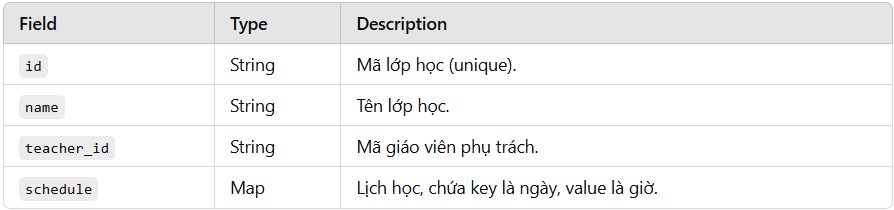 Field Type Description
id String Mã lớp học (unique).
name String Tên lớp học.
teacher_id String Mã giáo viên phụ trách.
schedule Map Lịch học, chứa key là ngày, value là giờ.